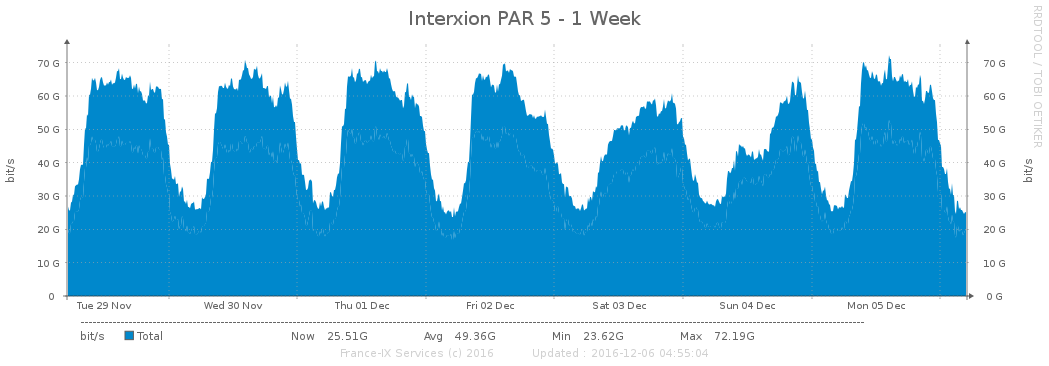 Interxion PAR 5 - 1 Week
RRDTOOL / TOBI OETIKER
bit/s
70 G 70 G
60 G 60 G
50 G 50 G
40 G 40 G
30 G 30 G
20 G 20 G
10 G 10 G
0 0 G
bit/s
Tue 29 Nov Wed 30 Nov Thu 01 Dec Fri 02 Dec Sat 03 Dec Sun 04 Dec Mon 05 Dec
bit/s Total Now 25.51G Avg 49.36G Min 23.62G Max 72.19G
France-IX Services (c) 2016 Updated : 2016-12-06 04:55:04